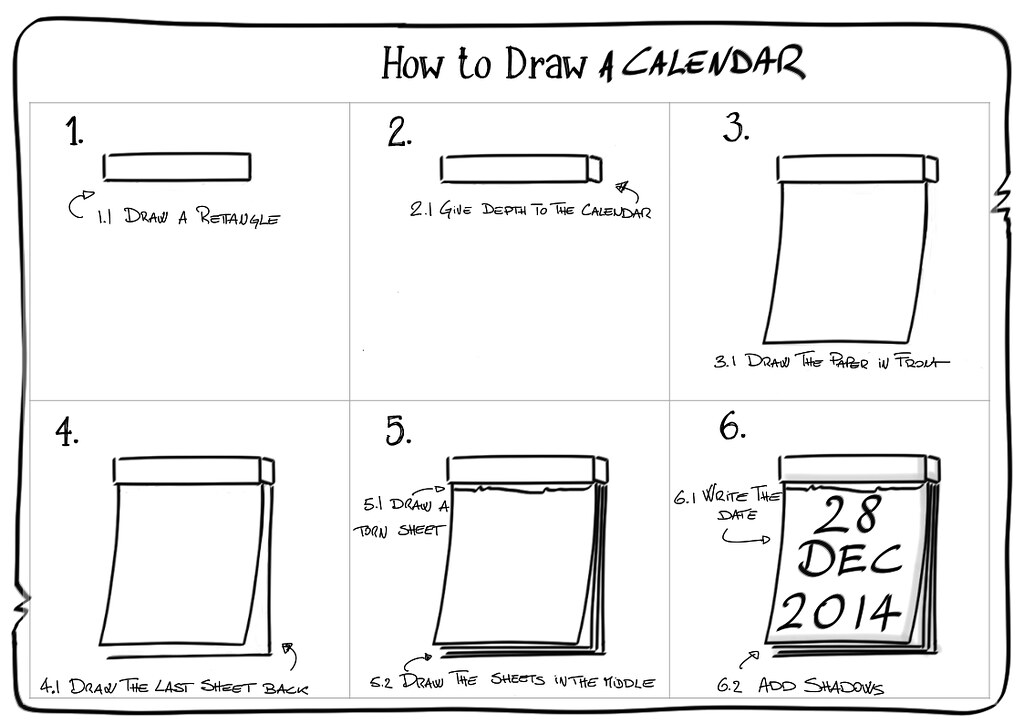 How to Draw A CALENDAR
1.
1.1 DRAW A RETTANGLE
2.
2.1 GIVE DEPTH TO THE CALENDAR
3.
3.1 DRAW THE PAPER IN FRONT
4.
4.1 DRAW THE LAST SHEET BACK
5.
5.1 DRAW A
TORN SHEET
5.2 DRAW THE SHEETS IN THE MIDDLE
6.
6.1 WRITE THE
DATE
28
DEC
2014
6.2 ADD SHADOWS